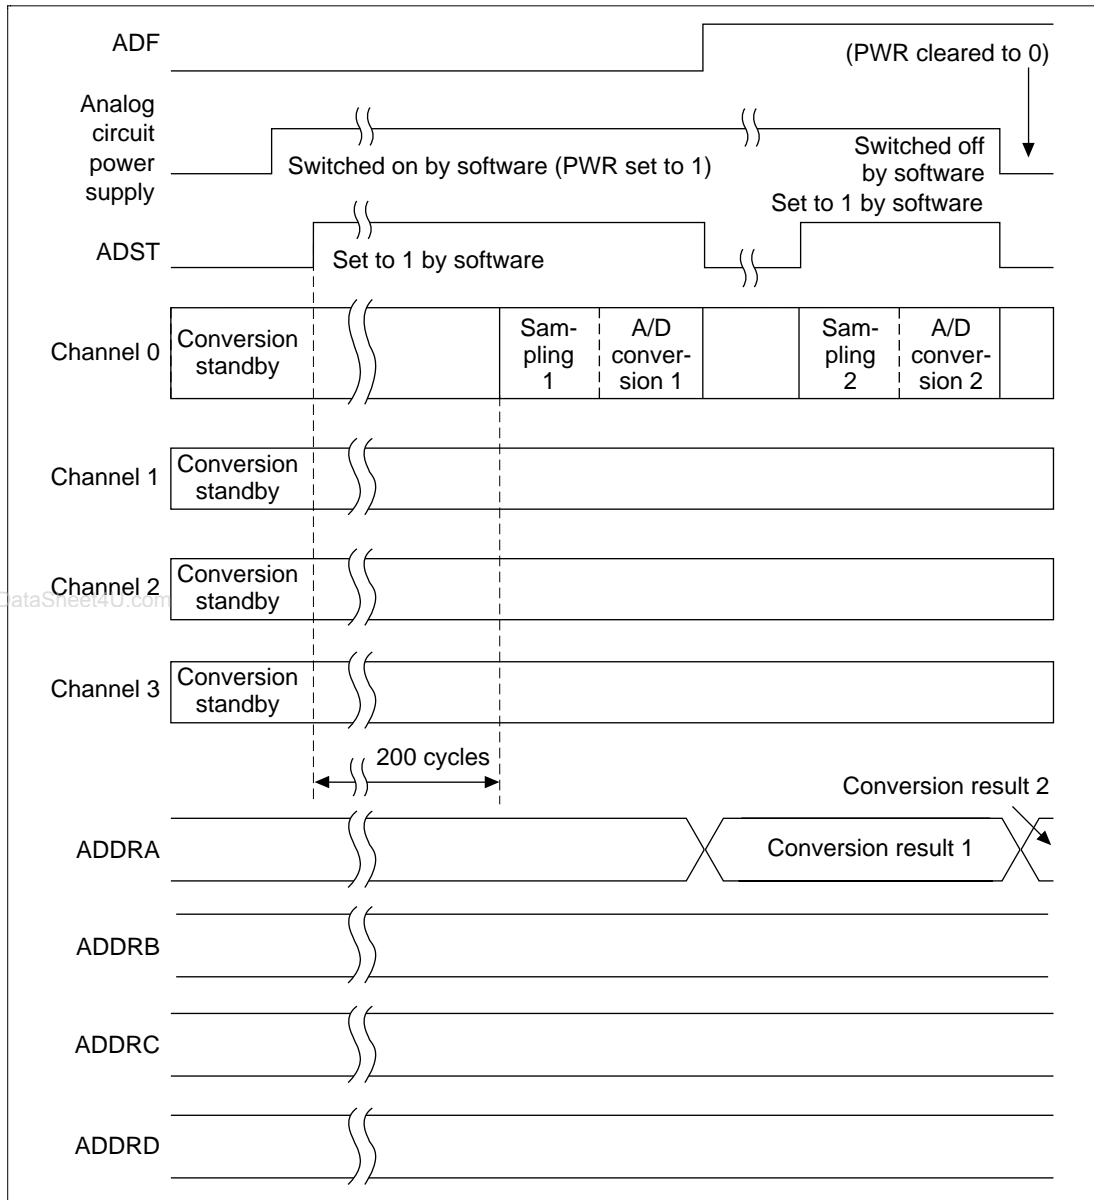 ADF
(PWR cleared to 0)
Analog
circuit
power
supply
Switched on by software (PWR set to 1)
Switched off
by software
Set to 1 by software
ADST
Set to 1 by software
Channel 0
Conversion
standby
Sam-
pling
1
A/D
conver-
sion 1
Sam-
pling
2
A/D
conver-
sion 2
Channel 1
Conversion
standby
Channel 2
Conversion
standby
DataSheet4U.com
Channel 3
Conversion
standby
200 cycles
Conversion result 2
ADDRA
Conversion result 1
ADDRB
ADDRC
ADDRD